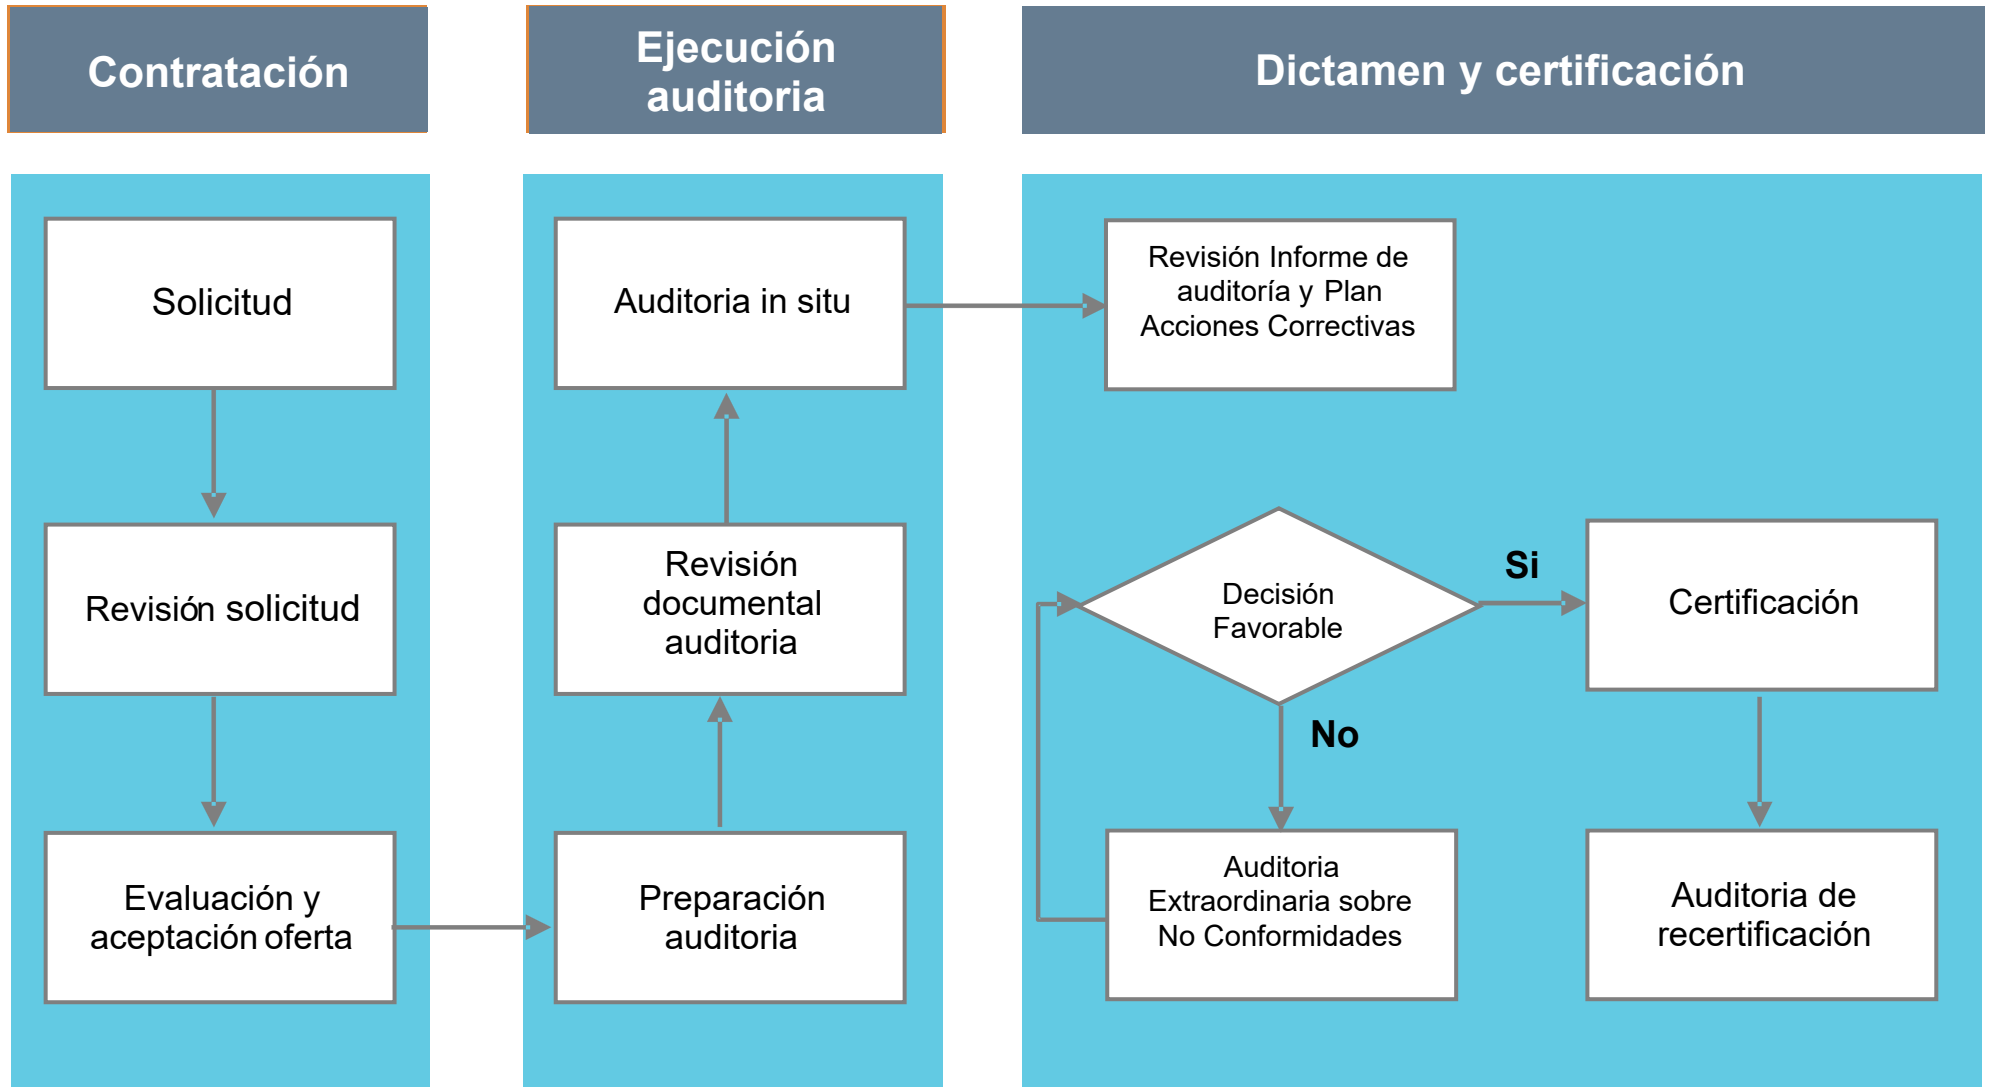 Contratación
Ejecución
auditoria
Dictamen y certificación
Solicitud
Revisión solicitud
Evaluación y
aceptación oferta
Auditoria in situ
Revisión
documental
auditoria
Preparación
auditoria
Revisión Informe de
auditoría y Plan
Acciones Correctivas
Decisión
Favorable
Si
No
Certificación
Auditoria
Extraordinaria sobre
No Conformidades
Auditoria de
recertificación